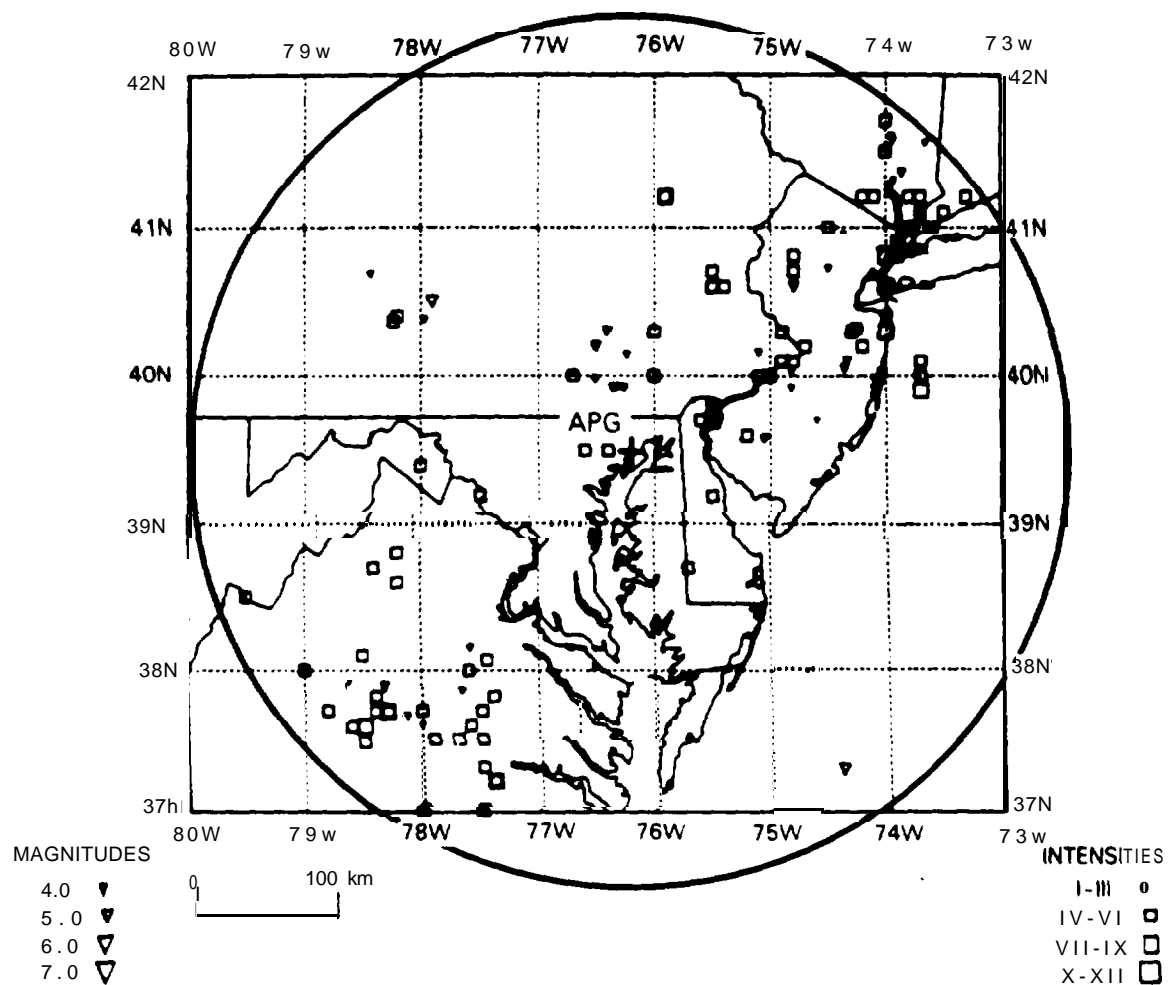 80W 79w 78W 77W 76W 75W 74w 73w
42N 42N
41N 41N
40N 40N
APG
39N 39N
38N 38N
37h 37N
80W 79W 78W 77W 76W 75W 74W 73w
MAGNITUDES
4.0
5.0
6.0
7.0
0 100 km
INTENSITIES
I-III
IV-VI
VII-IX
X-XII